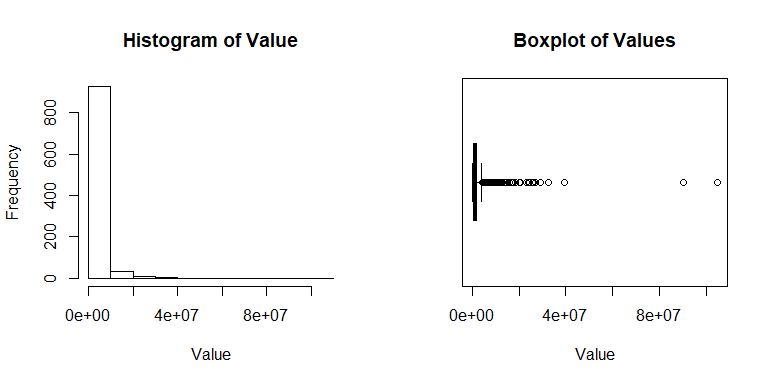 Histogram of Value
Frequency
0 200 400 600 800
0e+00 4e+07 8e+07
Value
Boxplot of Values
0e+00 4e+07 8e+07
Value